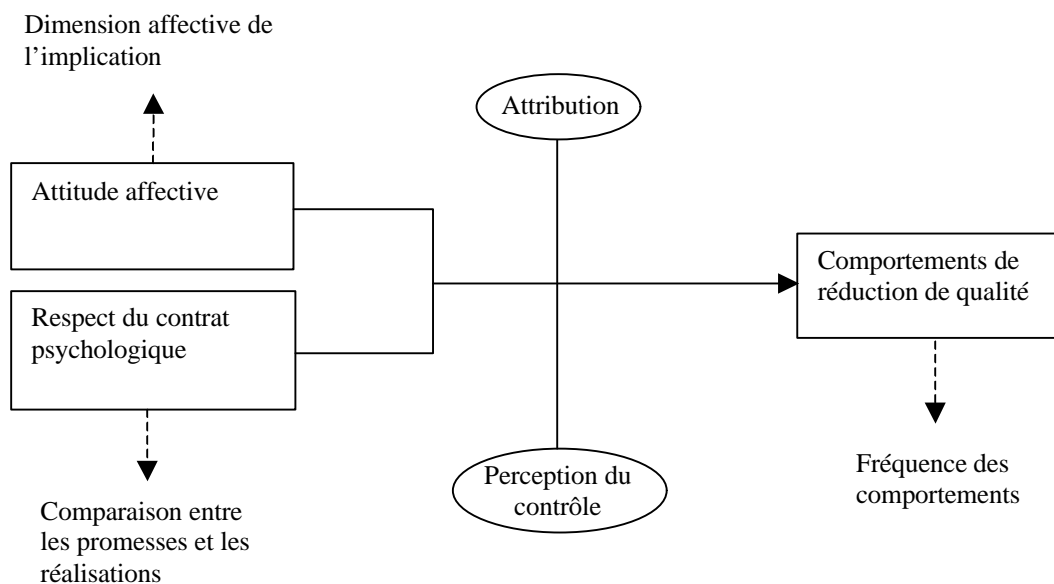 Dimension affective de
l’implication
Attribution
Attitude affective
Comportements de
réduction de qualité
Respect du contrat
psychologique
Perception du
contrôle
Fréquence des
comportements
Comparaison entre
les promesses et les
réalisations